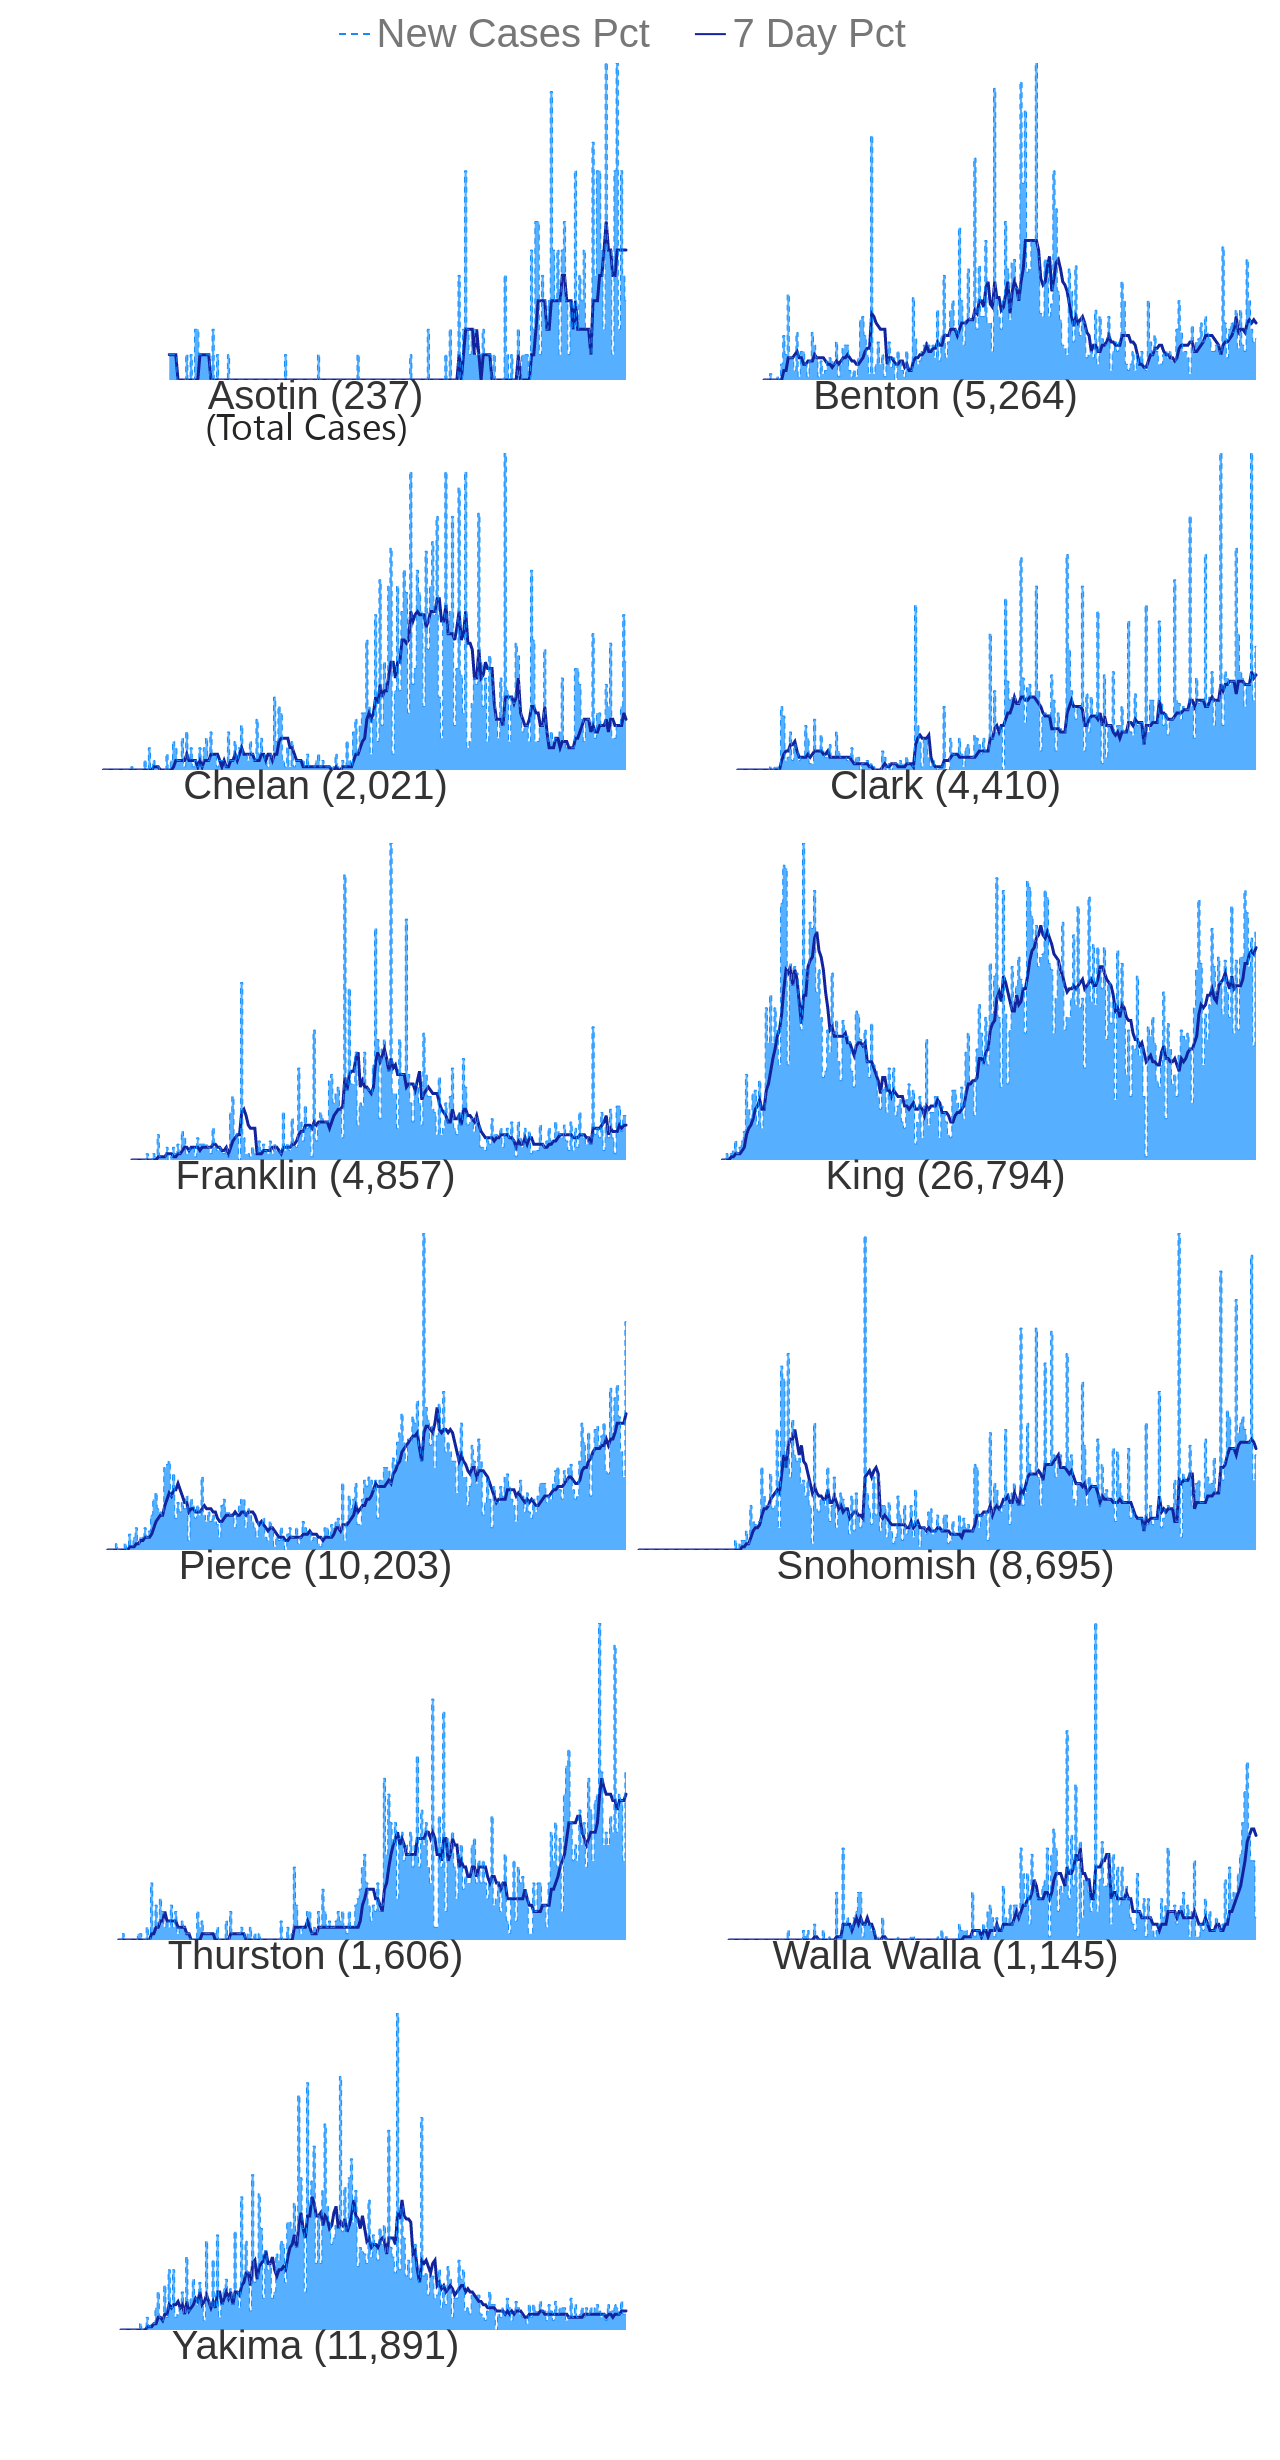 New Cases Pct 7 Day Pct
Asotin (237) Benton (5,264)
(Total Cases)
Chelan (2,021) Clark (4,410)
Franklin (4,857) King (26,794)
Pierce (10,203) Snohomish (8,695)
Thurston (1,606) Walla Walla (1,145)
Yakima (11,891)